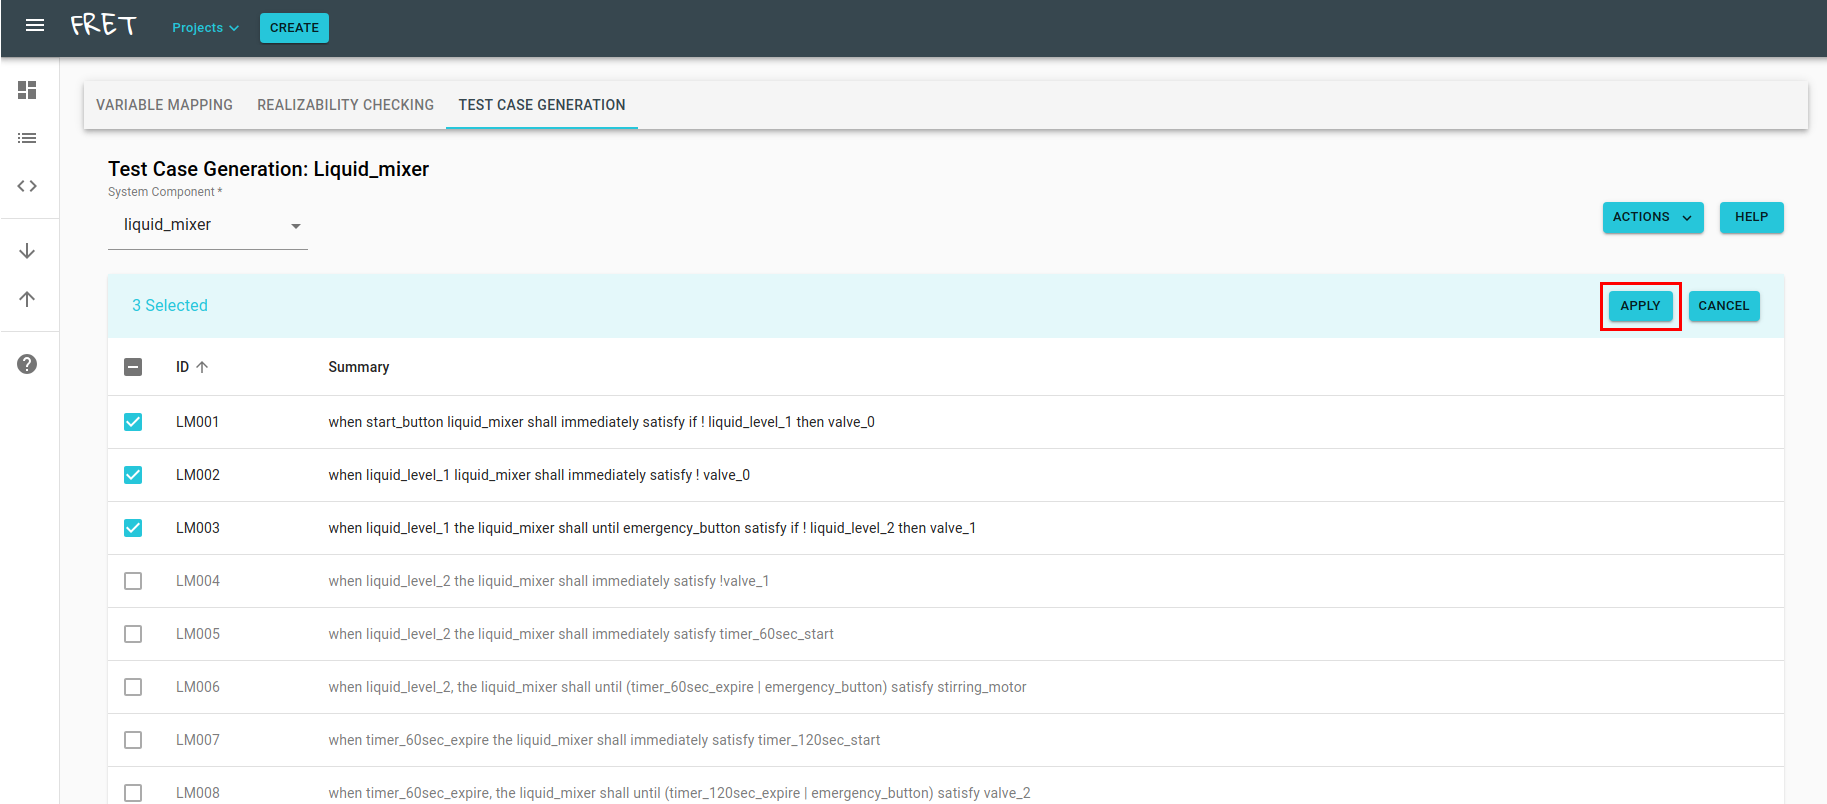 FRET Projects CREATE
VARIABLE MAPPING REALIZABILITY CHECKING TEST CASE GENERATION
Test Case Generation: Liquid_mixer
System Component *
liquid_mixer
ACTIONS HELP
3 Selected APPLY CANCEL
ID Summary
LM001 when start_button liquid_mixer shall immediately satisfy if ! liquid_level_1 then valve_0
LM002 when liquid_level_1 liquid_mixer shall immediately satisfy ! valve_0
LM003 when liquid_level_1 the liquid_mixer shall until emergency_button satisfy if ! liquid_level_2 then valve_1
LM004 when liquid_level_2 the liquid_mixer shall immediately satisfy !valve_1
LM005 when liquid_level_2 the liquid_mixer shall immediately satisfy timer_60sec_start
LM006 when liquid_level_2, the liquid_mixer shall until (timer_60sec_expire | emergency_button) satisfy stirring_motor
LM007 when timer_60sec_expire the liquid_mixer shall immediately satisfy timer_120sec_start
LM008 when timer_60sec_expire, the liquid_mixer shall until (timer_120sec_expire | emergency_button) satisfy valve_2